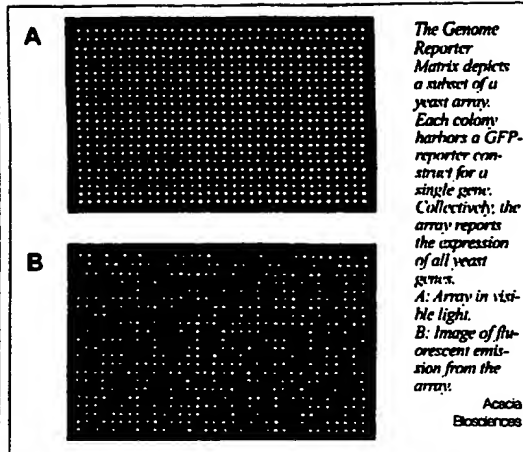 A
B
The Genome
Reporter
Matrix depicts
a subset of a
yeast array.
Each colony
harbors a GFP-
reporter con-
struct for a
single gene.
Collectively, the
array reports
the expression
of all yeast
genes.
A: Array in visi-
ble light.
B: Image of flu-
orescent emis-
sion from the
array.
Acacia
Biosciences